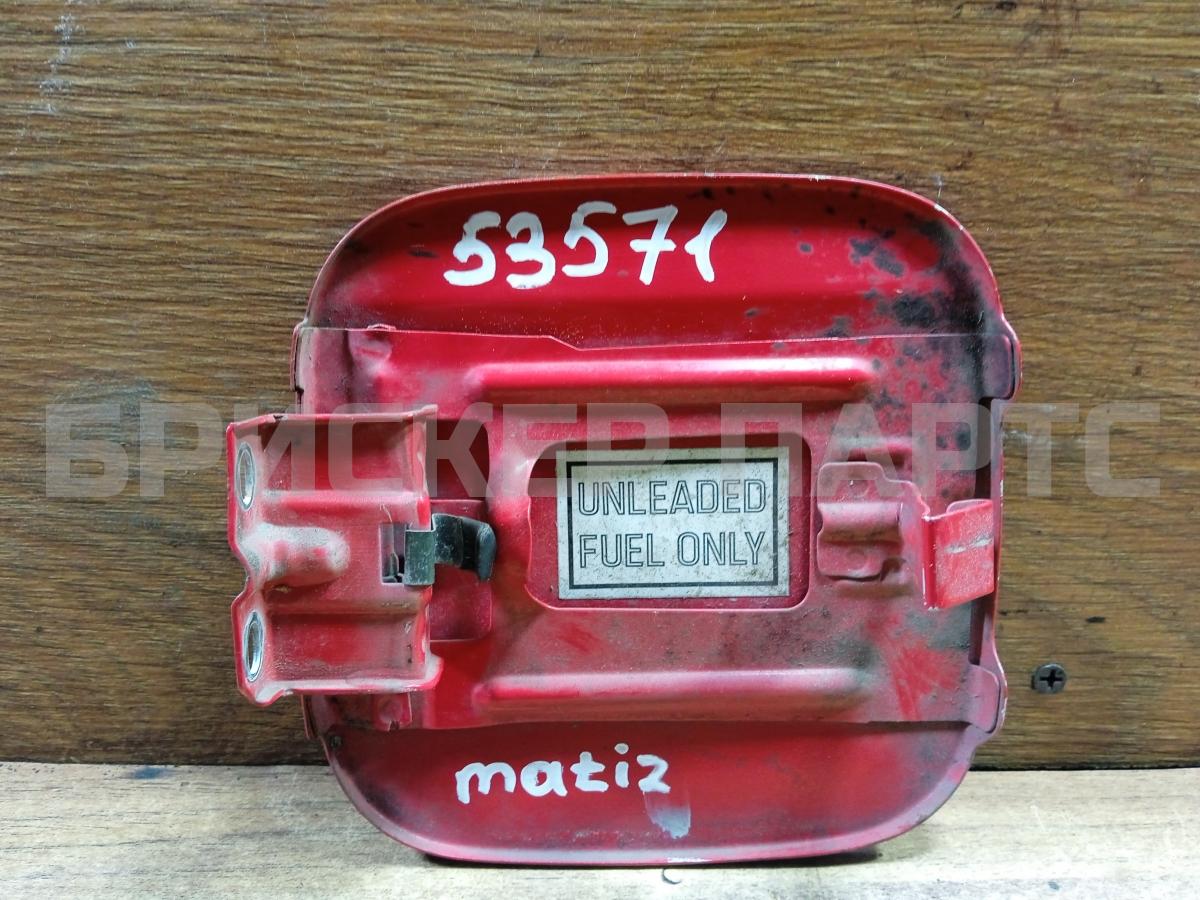 53571
БРИСКЕР ПАРТС
UNLEADED
FUEL ONLY
matiz